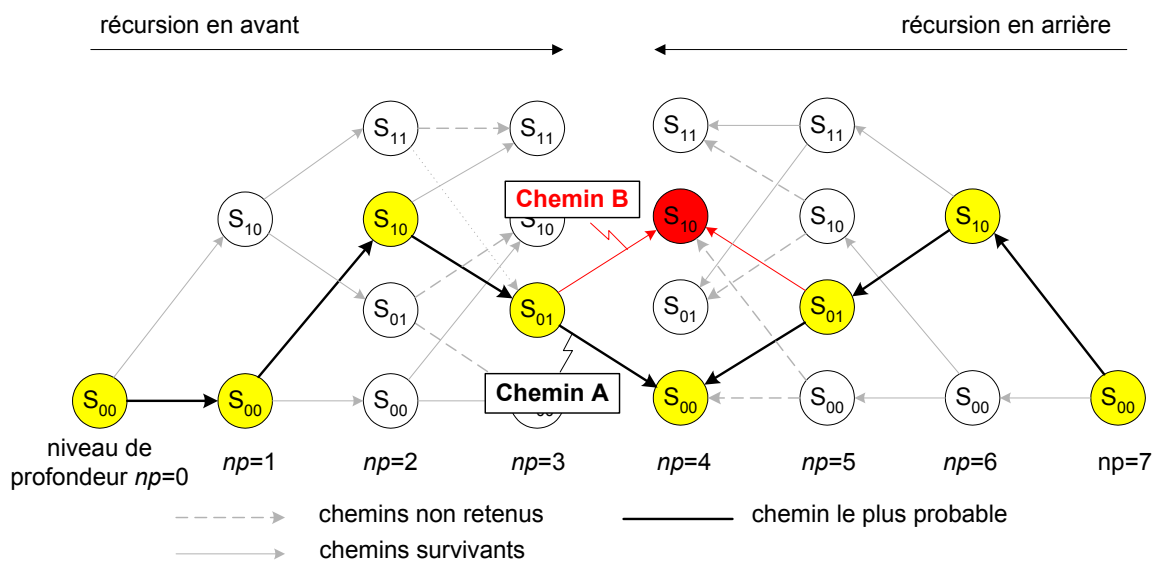 récursion en avant
récursion en arrière
S11 S11 S11 S11
Chemin B
S10 S10 S10 S10 S10 S10
S01 S01 S01 S01
Chemin A
S00 S00 S00 S00 S00 S00 S00
niveau de
profondeur np=0
np=1 np=2 np=3 np=4 np=5 np=6 np=7
chemins non retenus
chemin le plus probable
chemins survivants